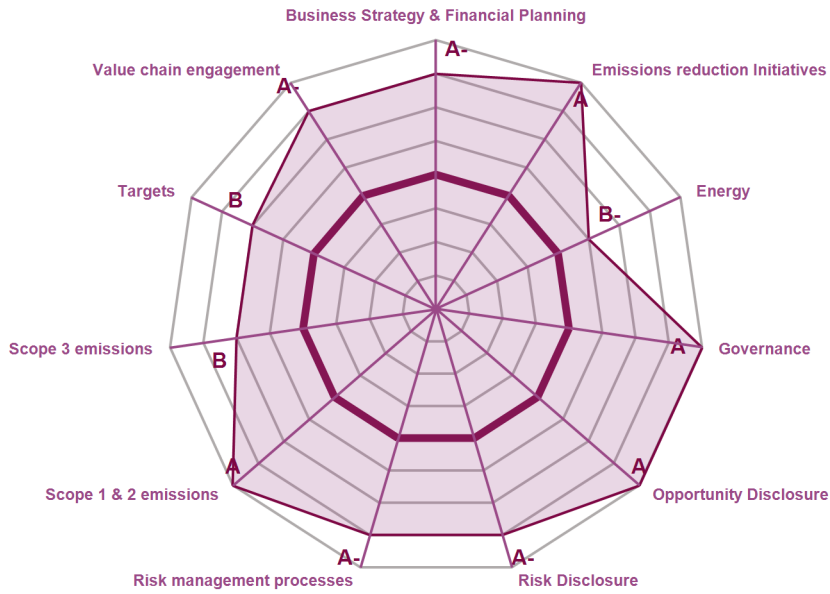 Business Strategy & Financial Planning
A-
Emissions reduction Initiatives
A
Energy
B-
Governance
A
Opportunity Disclosure
A
Risk Disclosure
A-
Risk management processes
A-
Scope 1 & 2 emissions
A
Scope 3 emissions
B
Targets
B
Value chain engagement
A-